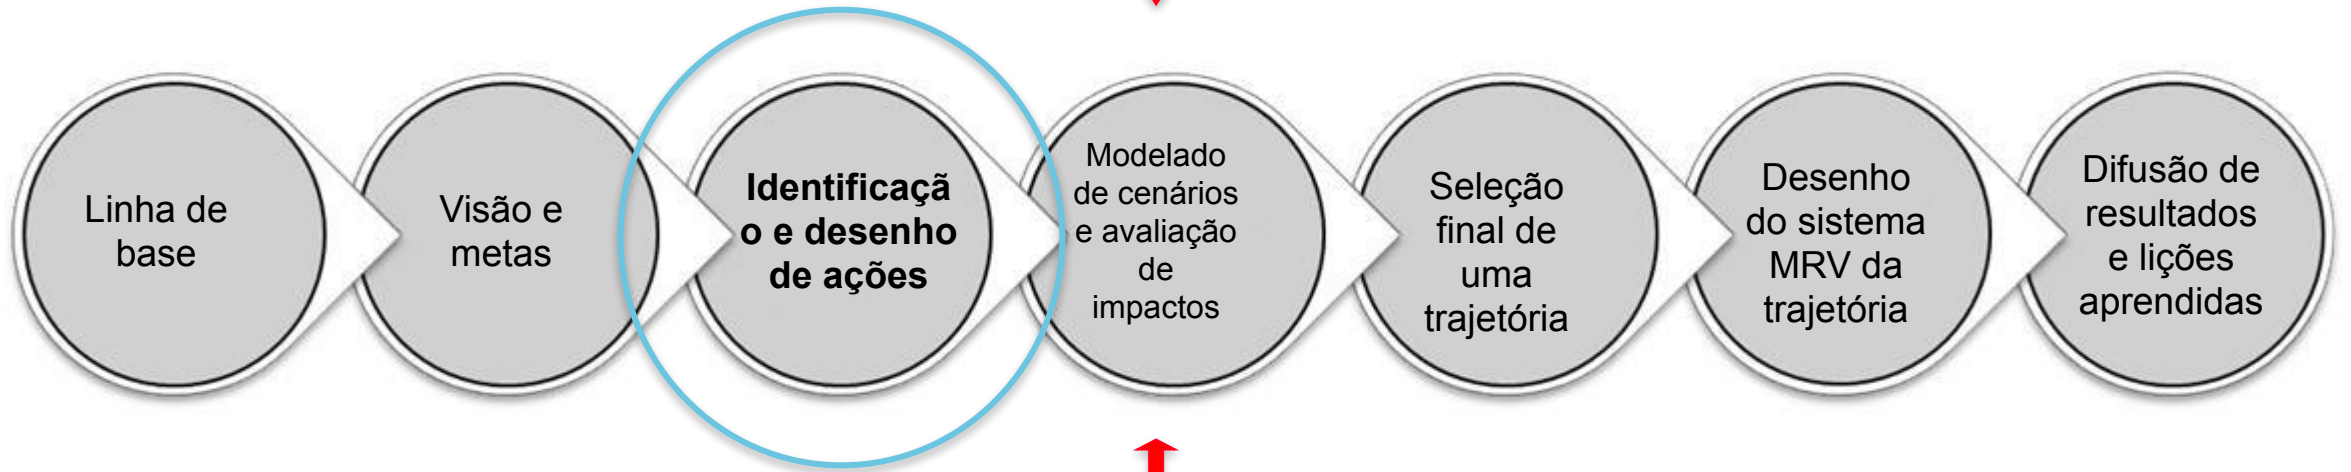 Linha de
base
Visão e
metas
Identificaçã
o e desenho
de ações
Modelado
de cenários
e avaliação
de
impactos
Seleção
final de
uma
trajetória
Desenho
do sistema
MRV da
trajetória
Difusão de
resultados
e lições
aprendidas